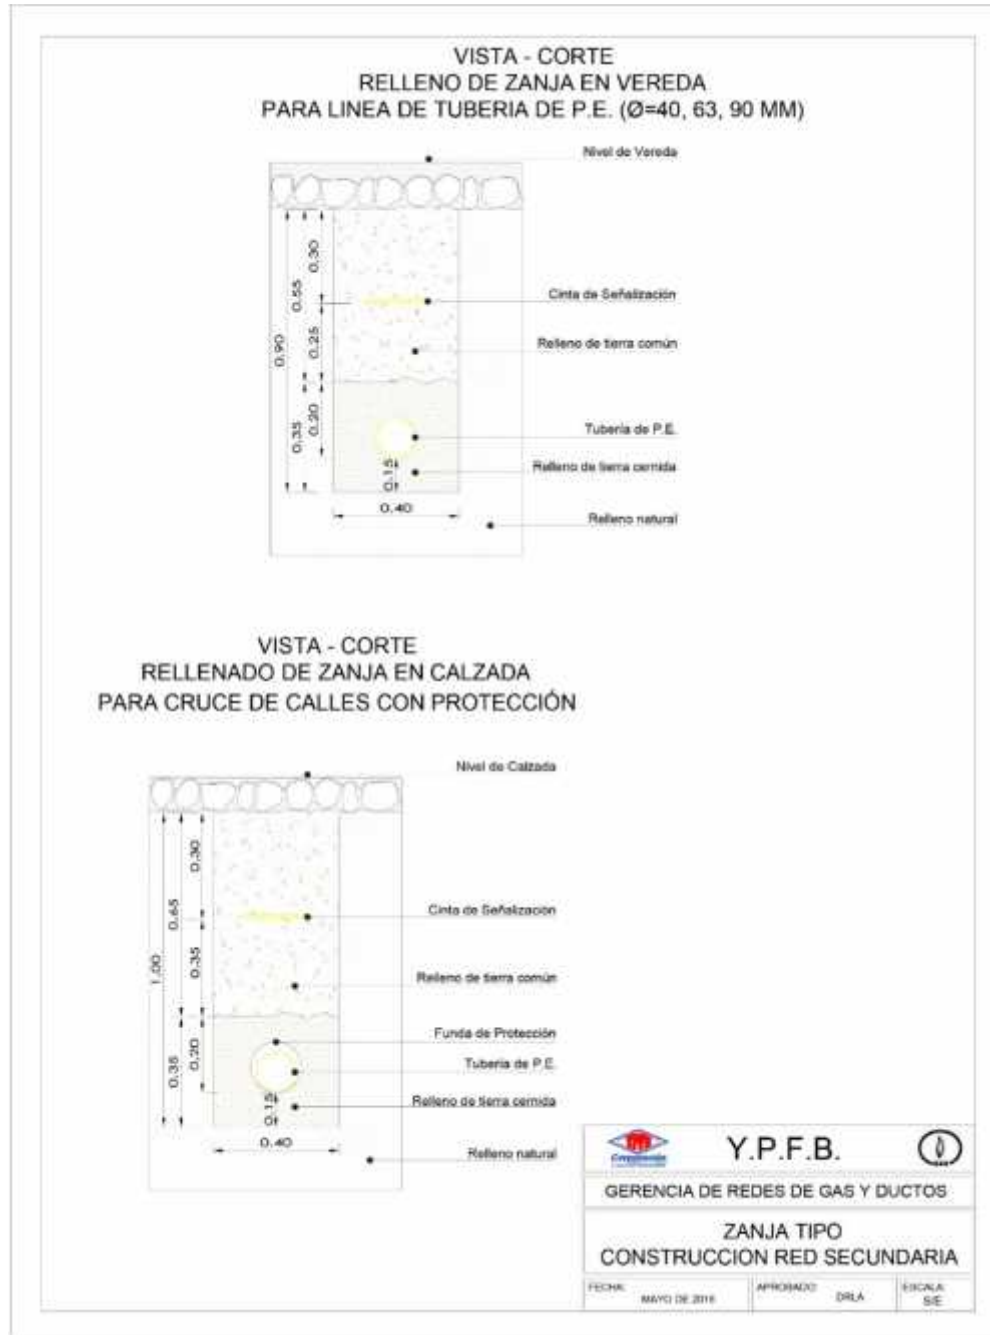 VISTA - CORTE
RELLENO DE ZANJA EN VEREDA
PARA LINEA DE TUBERIA DE P.E. (Ø=40, 63, 90 MM)
Nivel de Vereda
0.30
Cinta de Señalización
0.55
0.25
Relleno de tierra común
0.90
0.20
0.35
Tubería de P.E.
0.15
Relleno de tierra cernida
0.40
Relleno natural
VISTA - CORTE
RELLENADO DE ZANJA EN CALZADA
PARA CRUCE DE CALLES CON PROTECCIÓN
Nivel de Calzada
0.30
Cinta de Señalización
0.65
0.35
1.00
Relleno de tierra común
Funda de Protección
0.20
0.35
Tubería de P.E.
0.15
Relleno de tierra cernida
0.40
Relleno natural
Y.P.F.B.
GERENCIA DE REDES DE GAS Y DUCTOS
ZANJA TIPO
CONSTRUCCION RED SECUNDARIA
FECHA: MAYO DE
APROBADO: DRLA
ESCALA: S/E